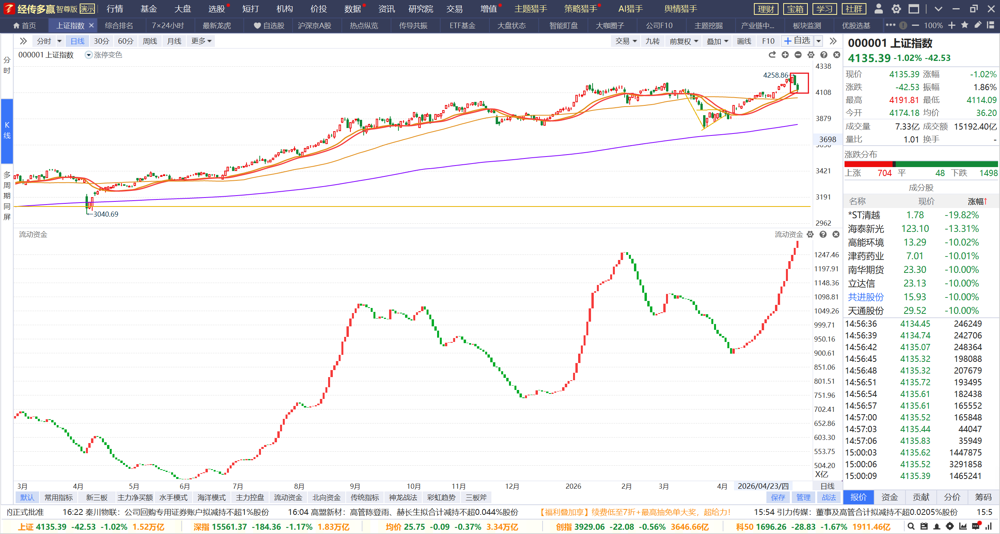 经传多赢 智尊版 演示 行情 基金 大盘 选股 短打 机构 价投 数据 资讯 研究院 交易 增值 主题猎手 策略猎手 AI猎手 舆情猎手 理财 宝箱 学习 社群
首页 上证指数 综合排名 7×24小时 最新龙虎 自选股 沪深京A股 热点纵览 传导共振 ETF基金 大盘状态 智能盯盘 大咖圈子 公司F10 主题挖掘 产业链中... 板块监测 优股选基 100%
分时 日线 30分 60分 周线 月线 更多 交易 九转 前复权 叠加 画线 F10 自选
000001 上证指数 涨停变色
分时
K线
多周期同屏
4258.86
3040.69
4338
4108
3879
3698
3421
3191
2962
流动资金 流动资金
1247.46
1197.91
1148.36
1098.81
1049.26
999.71
950.16
900.61
851.06
801.51
751.96
702.41
652.86
603.30
553.75
504.20
X亿
3月 4月 5月 6月 7月 8月 9月 10月 11月 12月 2026 2月 3月 4月 2026/04/23/四 日线
默认 常用指标 新三板 主力净买额 水手模式 海洋模式 主力控盘 流动资金 北向资金 传统指标 神龙战法 彩虹趋势 三板斧 保存 管理 战法
000001 上证指数
4135.39 -1.02% -42.53
现价 4135.39 涨幅 -1.02%
涨跌 -42.53 振幅 1.86%
最高 4191.81 最低 4114.09
今开 4174.18 均价 36.20
成交量 7.33亿 成交额 15192.40亿
量比 1.01 换手 -
涨跌分布
上涨 704 平 48 下跌 1498
成分股
名称 现价 涨幅↑
*ST清越 1.78 -19.82%
海泰新光 123.10 -13.31%
高能环境 13.29 -10.02%
津药药业 7.01 -10.01%
南华期货 23.30 -10.00%
立达信 23.13 -10.00%
共进股份 15.93 -10.00%
天通股份 29.52 -10.00%
14:56:36 4134.45 246249
14:56:39 4134.74 242706
14:56:42 4135.07 248364
14:56:45 4135.32 198088
14:56:48 4135.32 207679
14:56:51 4135.72 193495
14:56:54 4135.61 182438
14:56:57 4135.61 165552
14:57:00 4135.52 165848
14:57:03 4135.44 44047
14:57:06 4135.83 35949
15:00:03 4135.62 1447875
15:00:06 4135.52 3291858
15:00:09 4135.39 1465241
报价 资金 贡献 分价 筹码
的正式批准 16:22 秦川物联：公司回购专用证券账户拟减持不超1%股份 16:04 高盟新材：高管陈登雨、赫长生拟合计减持不超0.044%股份 【福利叠加享】续费低至7折+最高抽免单大奖，超给力！ 15:54 引力传媒：董事及高管合计拟减持不超0.0205%股份 15:5
上证 4135.39 -42.53 -1.02% 1.52万亿 深指 15561.37 -184.36 -1.17% 1.83万亿 均价 25.75 -0.09 -0.37% 3.34万亿 创指 3929.06 -22.08 -0.56% 3646.66亿 科50 1696.26 -28.83 -1.67% 1911.46亿